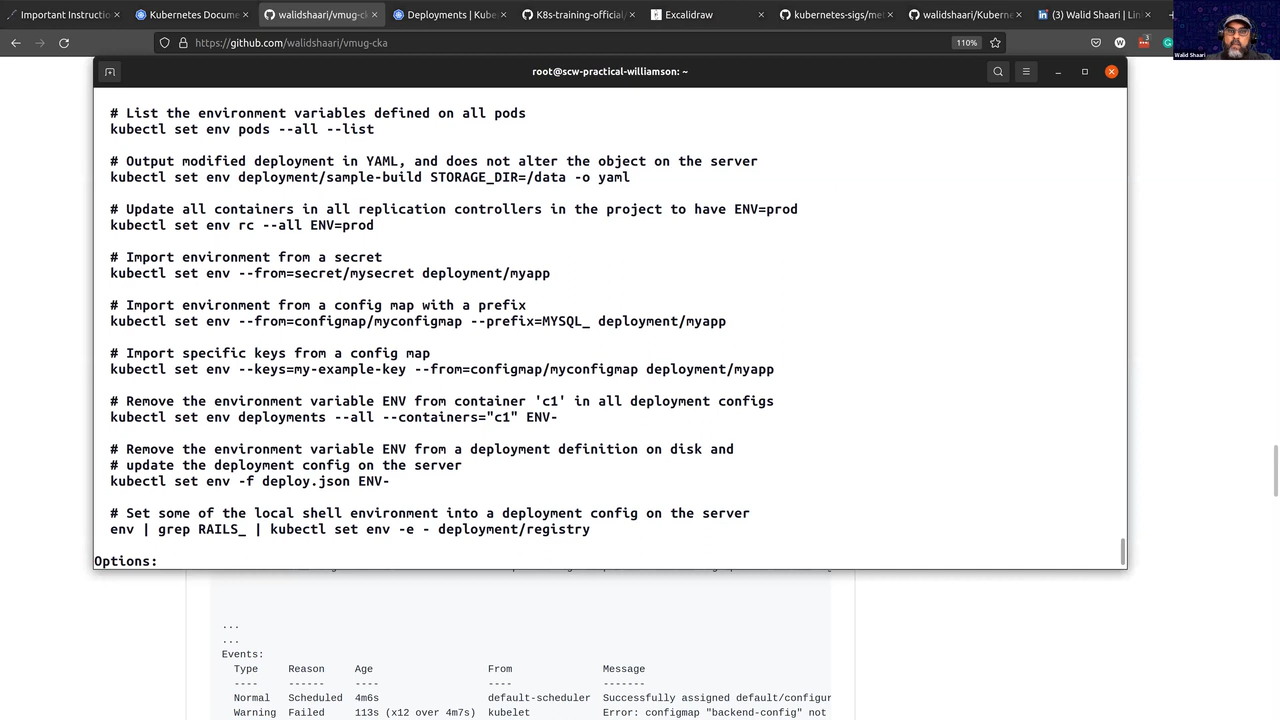 Important Instructio
Kubernetes Docume
walidshaari/vmug-cka
Deployments | Kube
K8s-training-official/
Excalidraw
kubernetes-sigs/met
walidshaari/Kuberne
(3) Walid Shaari | Lin
https://github.com/walidshaari/vmug-cka
110%
Walid Shaari
root@scw-practical-williamson: ~
# List the environment variables defined on all pods
kubectl set env pods --all --list
# Output modified deployment in YAML, and does not alter the object on the server
kubectl set env deployment/sample-build STORAGE_DIR=/data -o yaml
# Update all containers in all replication controllers in the project to have ENV=prod
kubectl set env rc --all ENV=prod
# Import environment from a secret
kubectl set env --from=secret/mysecret deployment/myapp
# Import environment from a config map with a prefix
kubectl set env --from=configmap/myconfigmap --prefix=MYSQL_ deployment/myapp
# Import specific keys from a config map
kubectl set env --keys=my-example-key --from=configmap/myconfigmap deployment/myapp
# Remove the environment variable ENV from container 'c1' in all deployment configs
kubectl set env deployments --all --containers="c1" ENV-
# Remove the environment variable ENV from a deployment definition on disk and
# update the deployment config on the server
kubectl set env -f deploy.json ENV-
# Set some of the local shell environment into a deployment config on the server
env | grep RAILS_ | kubectl set env -e - deployment/registry
Options:
...
...
Events:
Type Reason Age From Message
---- ------ ---- ---- -------
Normal Scheduled 4m6s default-scheduler Successfully assigned default/configur
Warning Failed 113s (x12 over 4m7s) kubelet Error: configmap "backend-config" not